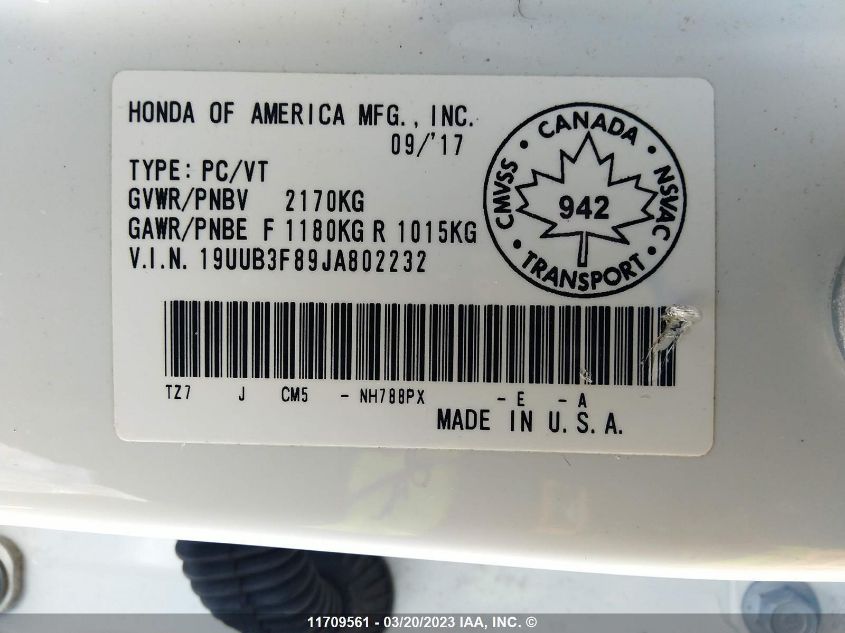 HONDA OF AMERICA MFG., INC.
09/'17
TYPE: PC/VT
GVWR/PNBV 2170KG
GAWR/PNBE F 1180KG R 1015KG
V.I.N. 19UUB3F89JA802232
CANADA
CMVSS
NSVAC
942
TRANSPORT
TZ7 J CM5 - NH788PX - E - A
MADE IN U.S.A.
11709561 - 03/20/2023 IAA, INC. ©